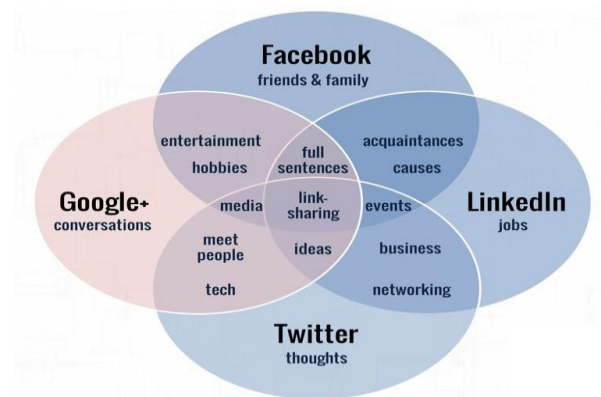 Facebook
friends & family
entertainment
hobbies
full
sentences
acquaintances
causes
Google+
conversations
media
link-
sharing
events
LinkedIn
jobs
meet
people
ideas
business
tech
networking
Twitter
thoughts